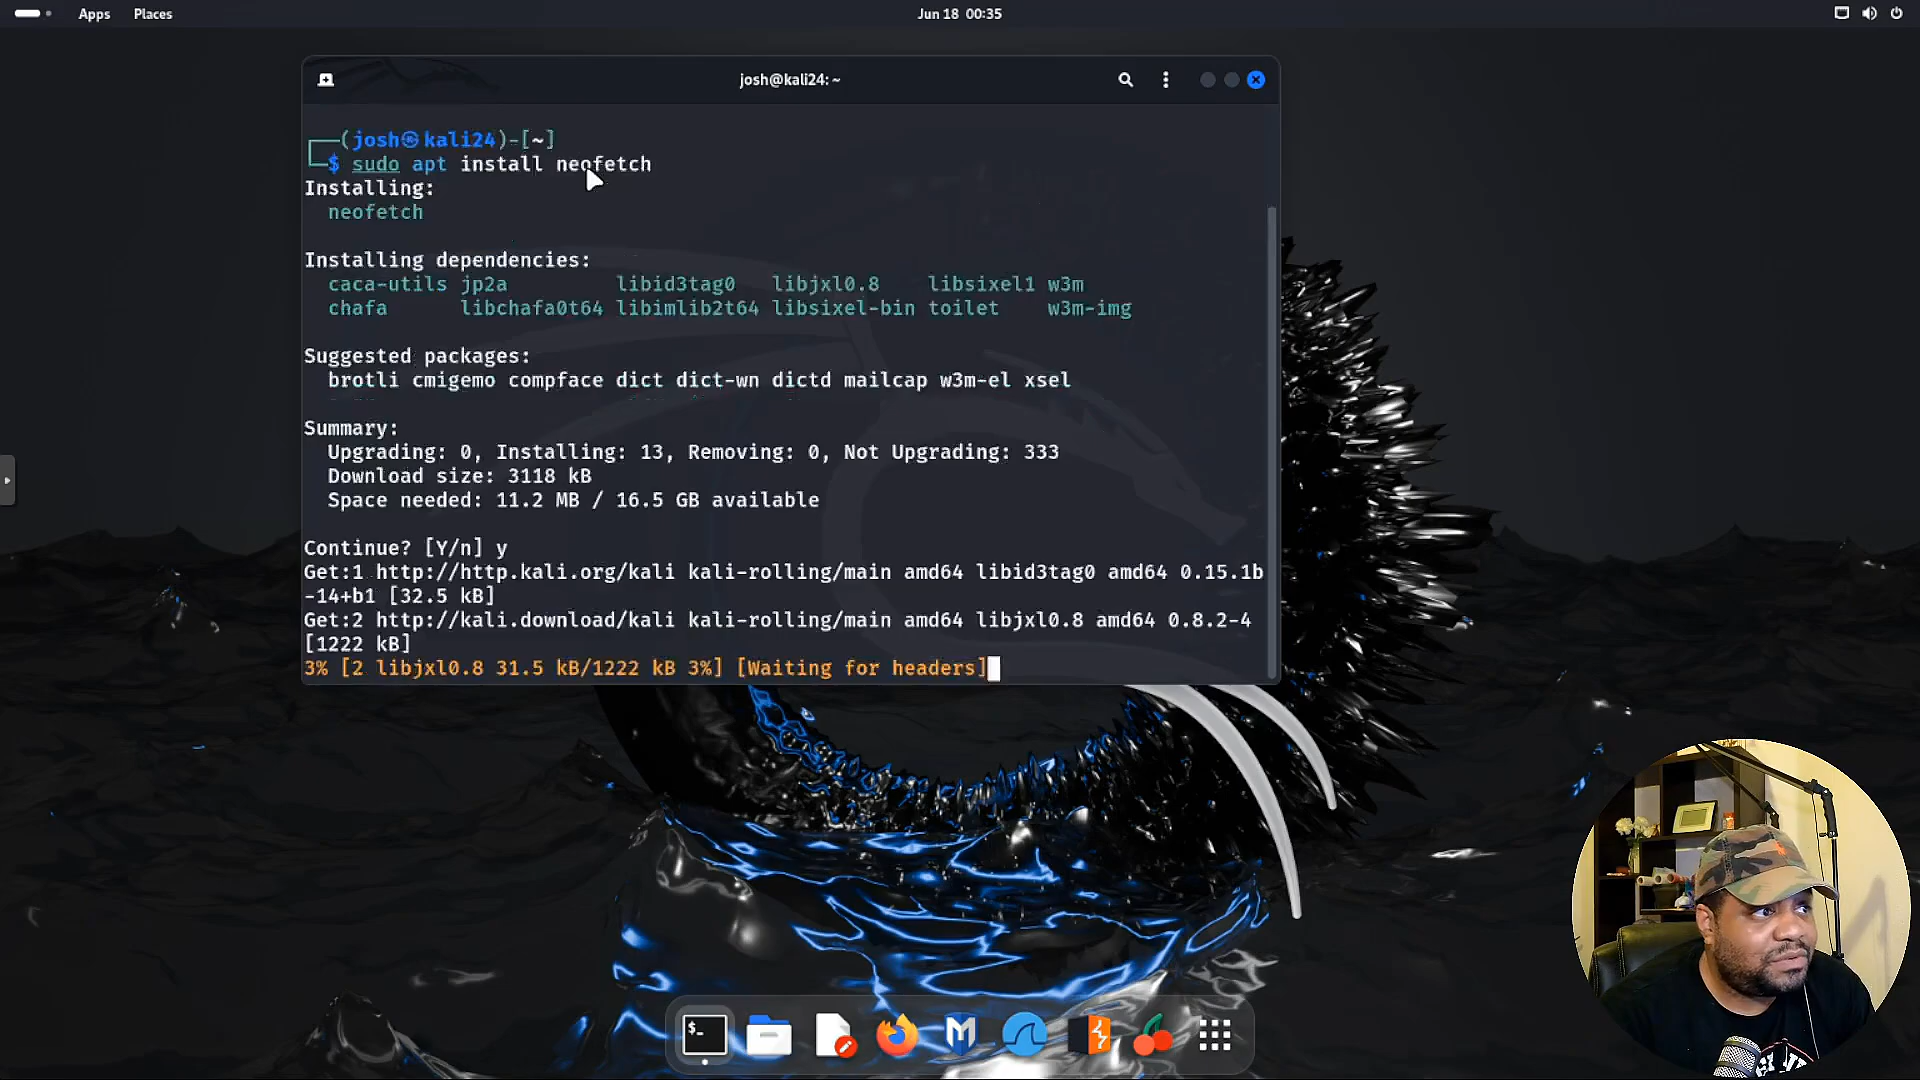 Apps Places Jun 18 00:35
josh@kali24: ~
(josh㉿kali24)-[~]
$ sudo apt install neofetch
Installing:
neofetch
Installing dependencies:
caca-utils jp2a libid3tag0 libjxl0.8 libsixel1 w3m
chafa libchafa0t64 libimlib2t64 libsixel-bin toilet w3m-img
Suggested packages:
brotli cmigemo compface dict dict-wn dictd mailcap w3m-el xsel
Summary:
Upgrading: 0, Installing: 13, Removing: 0, Not Upgrading: 333
Download size: 3118 kB
Space needed: 11.2 MB / 16.5 GB available
Continue? [Y/n] y
Get:1 http://http.kali.org/kali kali-rolling/main amd64 libid3tag0 amd64 0.15.1b
-14+b1 [32.5 kB]
Get:2 http://kali.download/kali kali-rolling/main amd64 libjxl0.8 amd64 0.8.2-4
[1222 kB]
3% [2 libjxl0.8 31.5 kB/1222 kB 3%] [Waiting for headers]